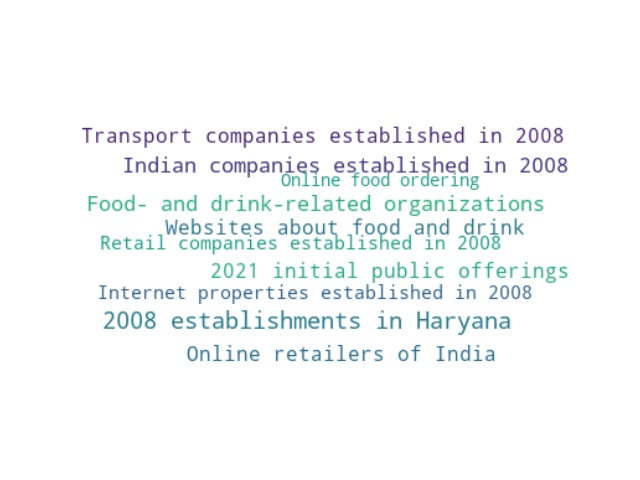 Transport companies established in 2008
Indian companies established in 2008
Online food ordering
Food- and drink-related organizations
Websites about food and drink
Retail companies established in 2008
2021 initial public offerings
Internet properties established in 2008
2008 establishments in Haryana
Online retailers of India